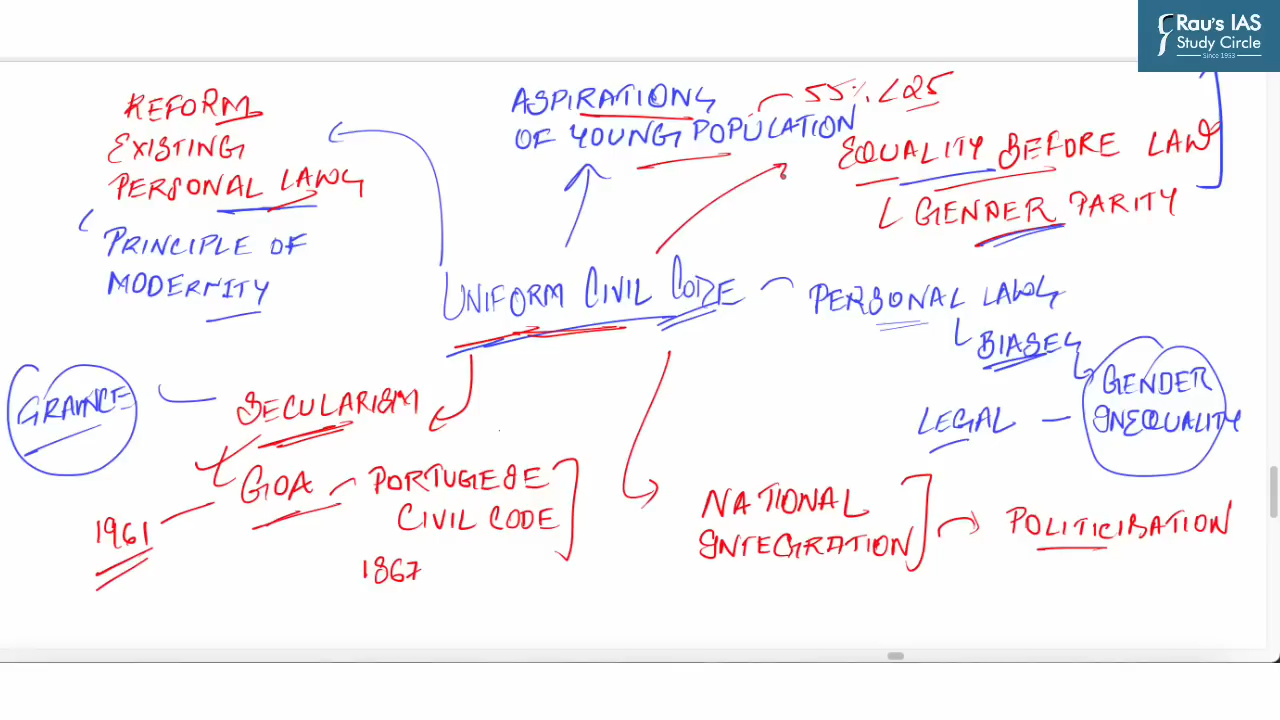 Rau's IAS
Study Circle
Since 1953
REFORM
EXISTING
PERSONAL LAWS
PRINCIPLE OF
MODERNITY
ASPIRATIONS
OF YOUNG POPULATION
55% < 25
EQUALITY BEFORE LAW
GENDER PARITY
UNIFORM CIVIL CODE
PERSONAL LAWS
BIASES
GENDER
INEQUALITY
LEGAL
SECULARISM
GOA
PORTUGESE
CIVIL CODE
1867
1961
NATIONAL
INTEGRATION
POLITICISATION